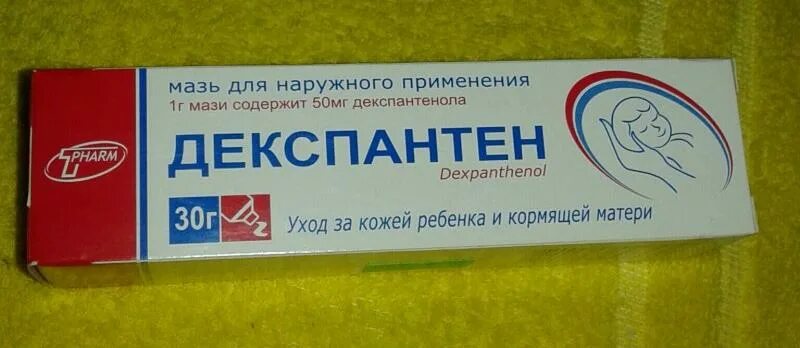 мазь для наружного применения
1г мази содержит 50мг декспантенола
PHARM
ДЕКСПАНТЕН
Dexpanthenol
30г
Уход за кожей ребенка и кормящей матери